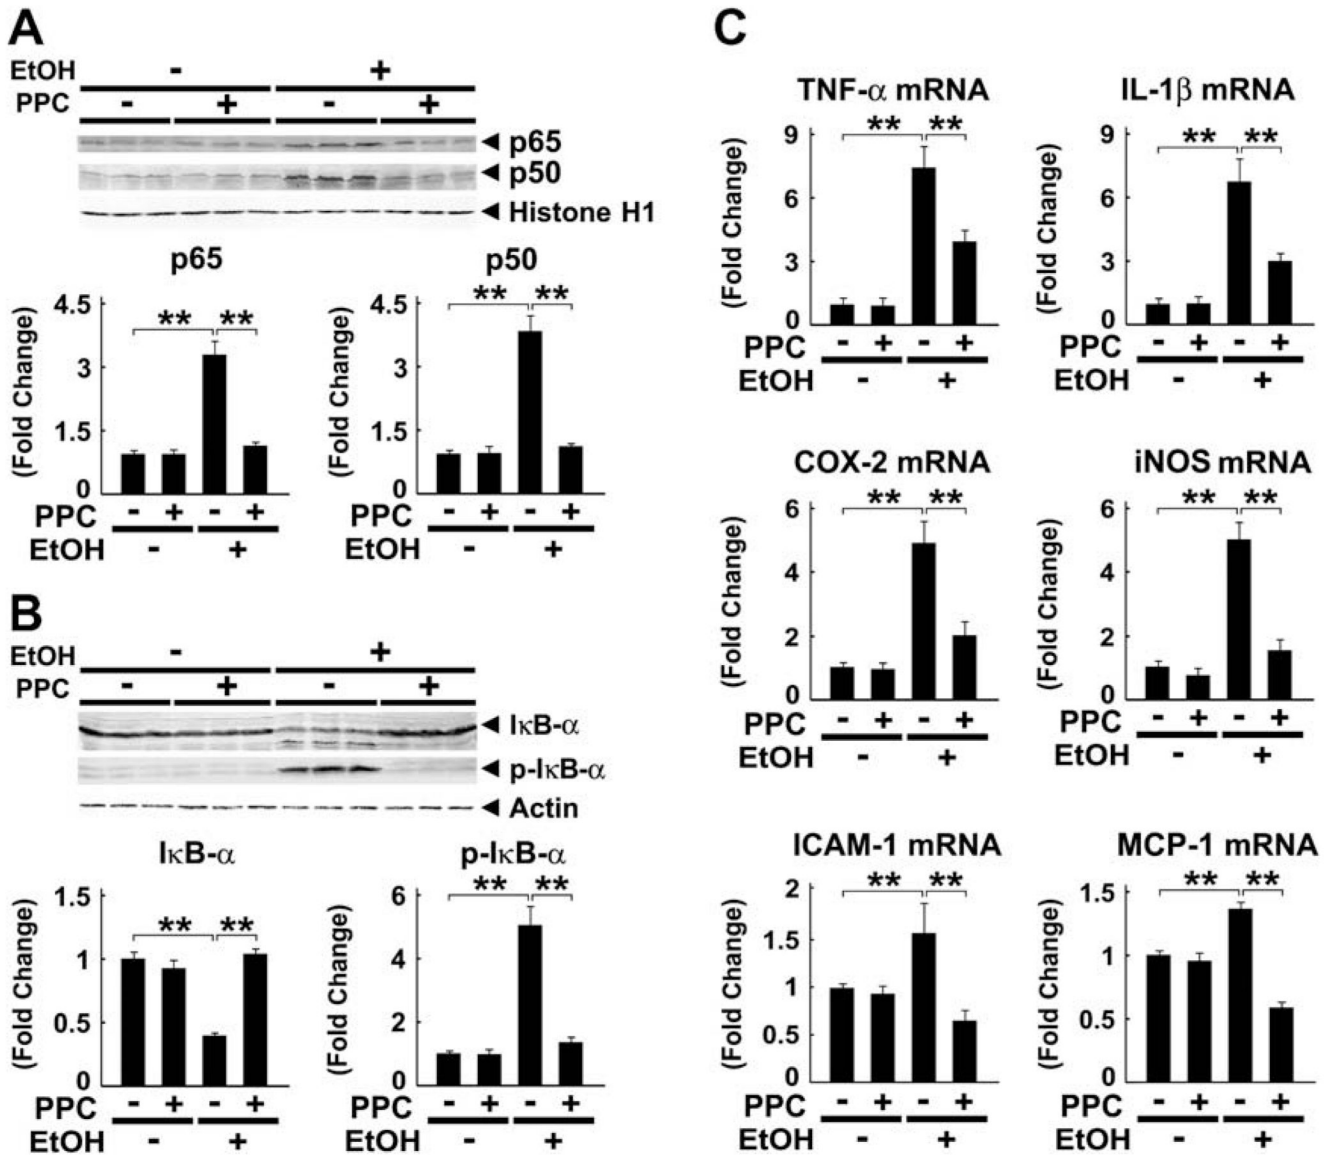 A
EtOH - +
PPC - + - +
p65
p50
Histone H1
p65
(Fold Change)
4.5
3
1.5
0
**
**
PPC - + - +
EtOH - +
p50
(Fold Change)
4.5
3
1.5
0
**
**
PPC - + - +
EtOH - +
B
EtOH - +
PPC - + - +
IκB-α
p-IκB-α
Actin
IκB-α
(Fold Change)
1.5
1
0.5
0
**
**
PPC - + - +
EtOH - +
p-IκB-α
(Fold Change)
6
4
2
0
**
**
PPC - + - +
EtOH - +
C
TNF-α mRNA
(Fold Change)
9
6
3
0
**
**
PPC - + - +
EtOH - +
IL-1β mRNA
(Fold Change)
9
6
3
0
**
**
PPC - + - +
EtOH - +
COX-2 mRNA
(Fold Change)
6
4
2
0
**
**
PPC - + - +
EtOH - +
iNOS mRNA
(Fold Change)
6
4
2
0
**
**
PPC - + - +
EtOH - +
ICAM-1 mRNA
(Fold Change)
2
1.5
1
0.5
0
**
**
PPC - + - +
EtOH - +
MCP-1 mRNA
(Fold Change)
1.5
1
0.5
0
**
**
PPC - + - +
EtOH - +